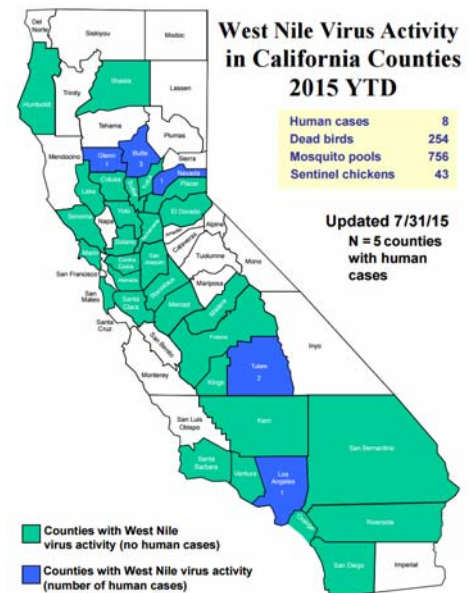 West Nile Virus Activity
in California Counties
2015 YTD
Human cases 8
Dead birds 254
Mosquito pools 756
Sentinel chickens 43
Updated 7/31/15
N = 5 counties
with human
cases
Del
Norte
Siskiyou
Modoc
Humboldt
Trinity
Shasta
Lassen
Tehama
Plumas
Mendocino
Glenn
1
Butte
3
Sierra
Nevada
1
Placer
Colusa
Lake
Yolo
El Dorado
Sonoma
Napa
Solano
Alpine
Marin
Contra
Costa
San
Joaquin
Calaveras
Tuolumne
Mono
San Francisco
Alameda
Stanislaus
Mariposa
San
Mateo
Santa
Clara
Merced
Madera
Santa
Cruz
San Benito
Fresno
Inyo
Monterey
Kings
Tulare
2
San Luis
Obispo
Kern
San Bernardino
Santa
Barbara
Ventura
Los
Angeles
1
Orange
Riverside
San Diego
Imperial
Counties with West Nile
virus activity (no human cases)
Counties with West Nile virus activity
(number of human cases)